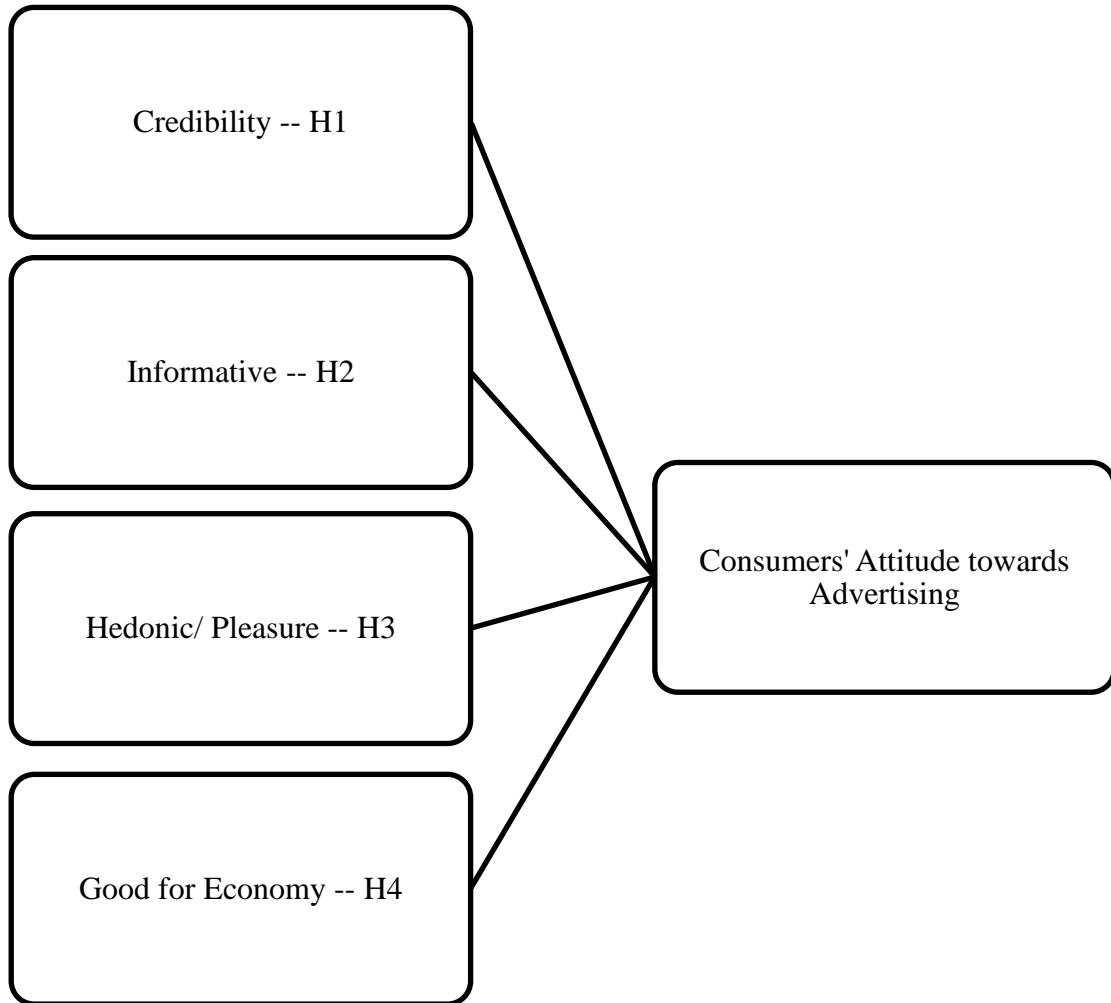 Credibility -- H1
Informative -- H2
Hedonic/ Pleasure -- H3
Good for Economy -- H4
Consumers' Attitude towards
Advertising